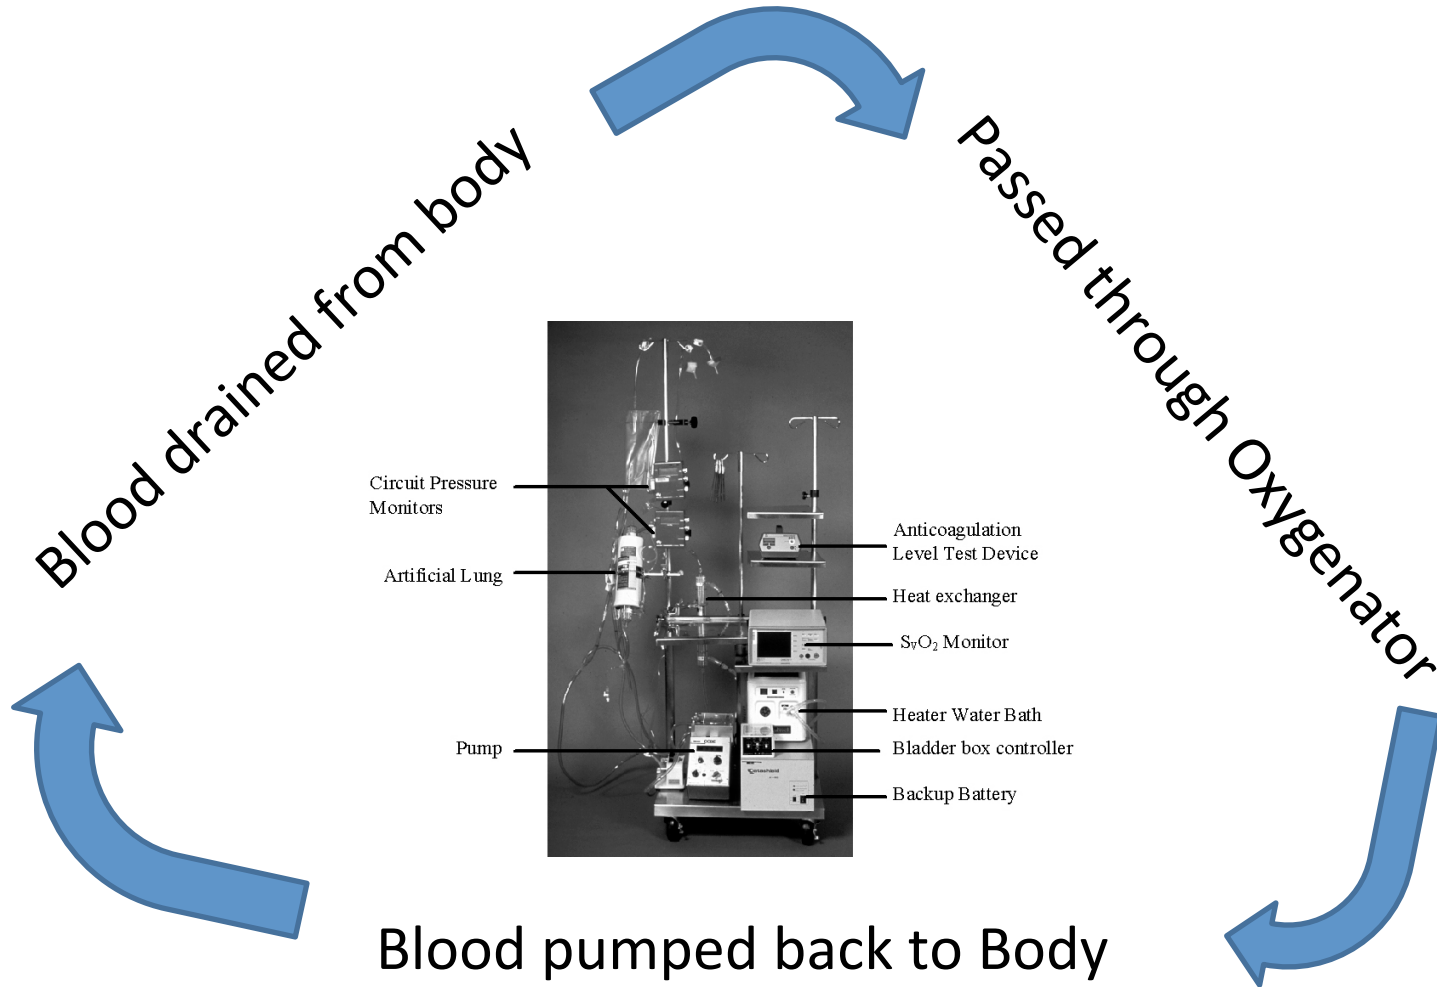 Blood drained from body
Passed through Oxygenator
Circuit Pressure
Monitors
Artificial Lung
Pump
Anticoagulation
Level Test Device
Heat exchanger
SᵥO₂ Monitor
Heater Water Bath
Bladder box controller
Backup Battery
Blood pumped back to Body